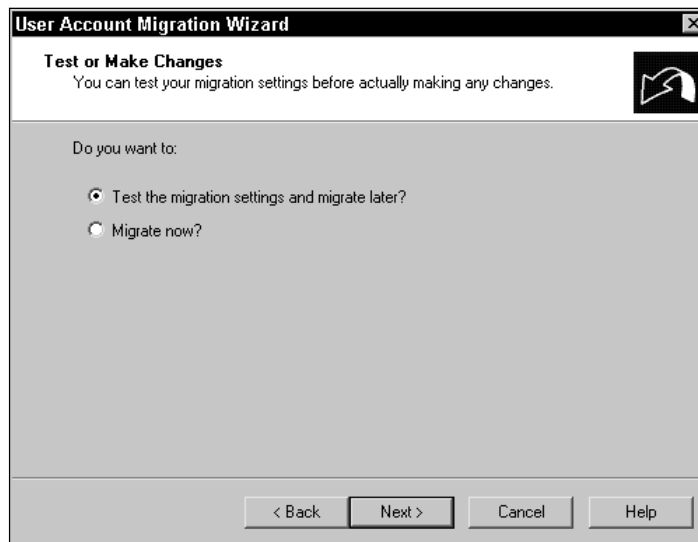 User Account Migration Wizard
Test or Make Changes
You can test your migration settings before actually making any changes.
Do you want to:
Test the migration settings and migrate later?
Migrate now?
< Back
Next >
Cancel
Help